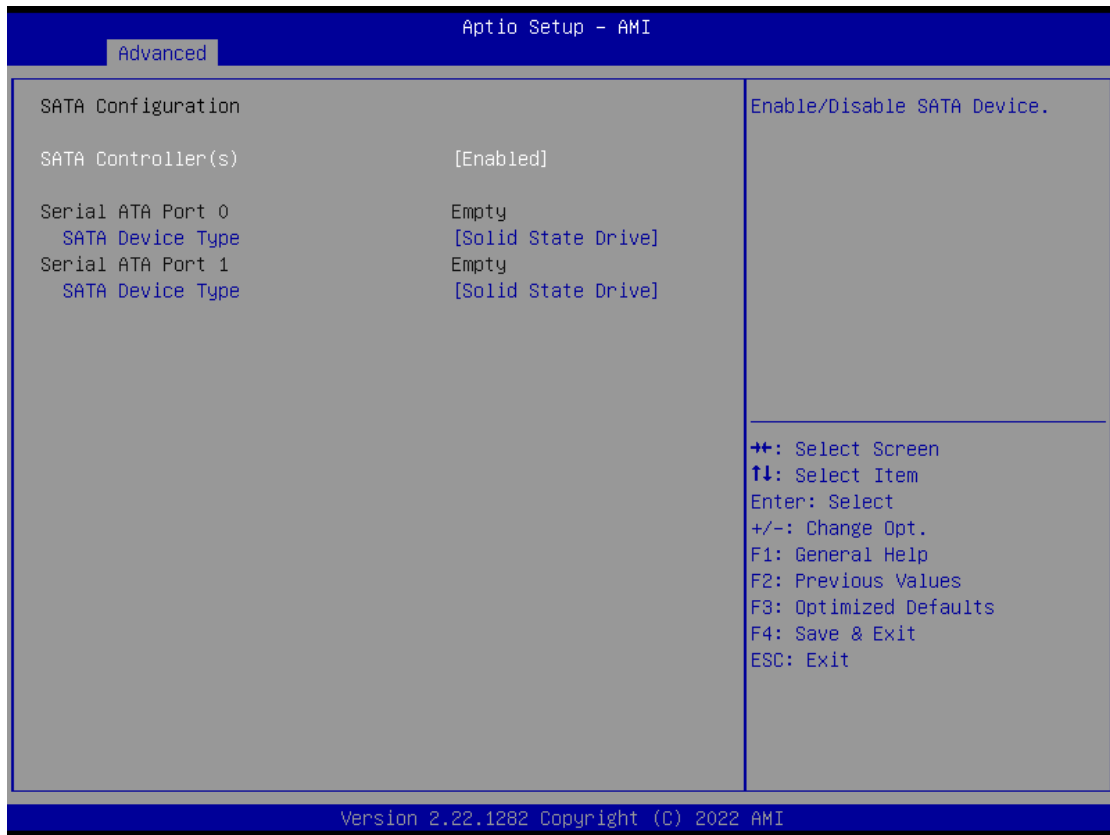 Aptio Setup – AMI
Advanced
SATA Configuration
SATA Controller(s) [Enabled]
Serial ATA Port 0 Empty
SATA Device Type [Solid State Drive]
Serial ATA Port 1 Empty
SATA Device Type [Solid State Drive]
Enable/Disable SATA Device.
→←: Select Screen
↑↓: Select Item
Enter: Select
+/-: Change Opt.
F1: General Help
F2: Previous Values
F3: Optimized Defaults
F4: Save & Exit
ESC: Exit
Version 2.22.1282 Copyright (C) 2022 AMI